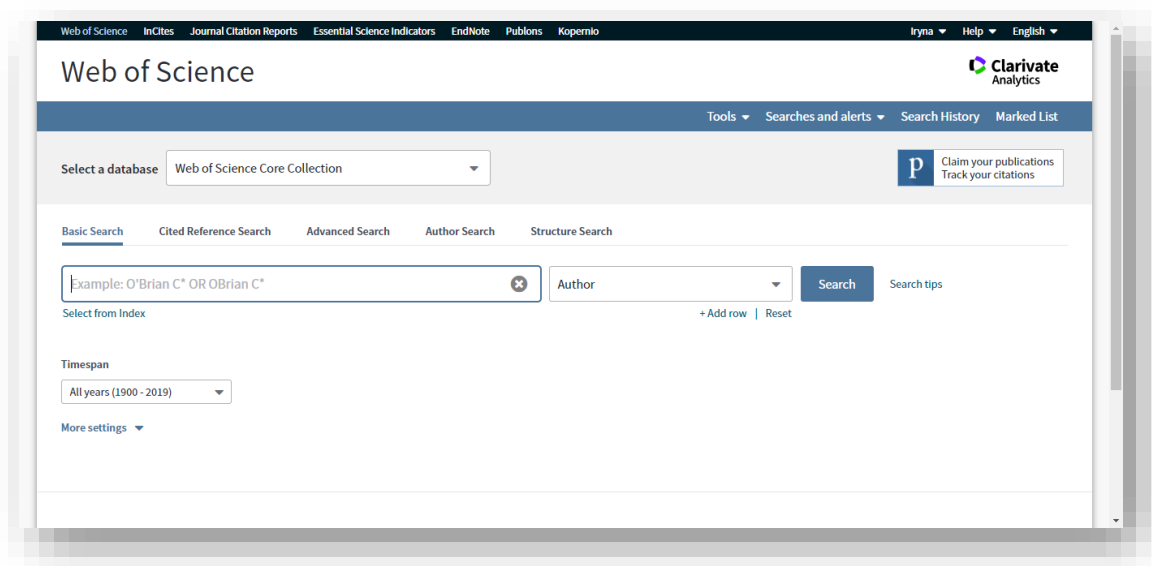 Web of Science InCites Journal Citation Reports Essential Science Indicators EndNote Publons Kopernio Iryna Help English
Web of Science
Clarivate
Analytics
Tools Searches and alerts Search History Marked List
Select a database Web of Science Core Collection
p Claim your publications
Track your citations
Basic Search Cited Reference Search Advanced Search Author Search Structure Search
Example: O'Brian C* OR OBrian C* Author Search Search tips
Select from Index + Add row | Reset
Timespan
All years (1900 - 2019)
More settings